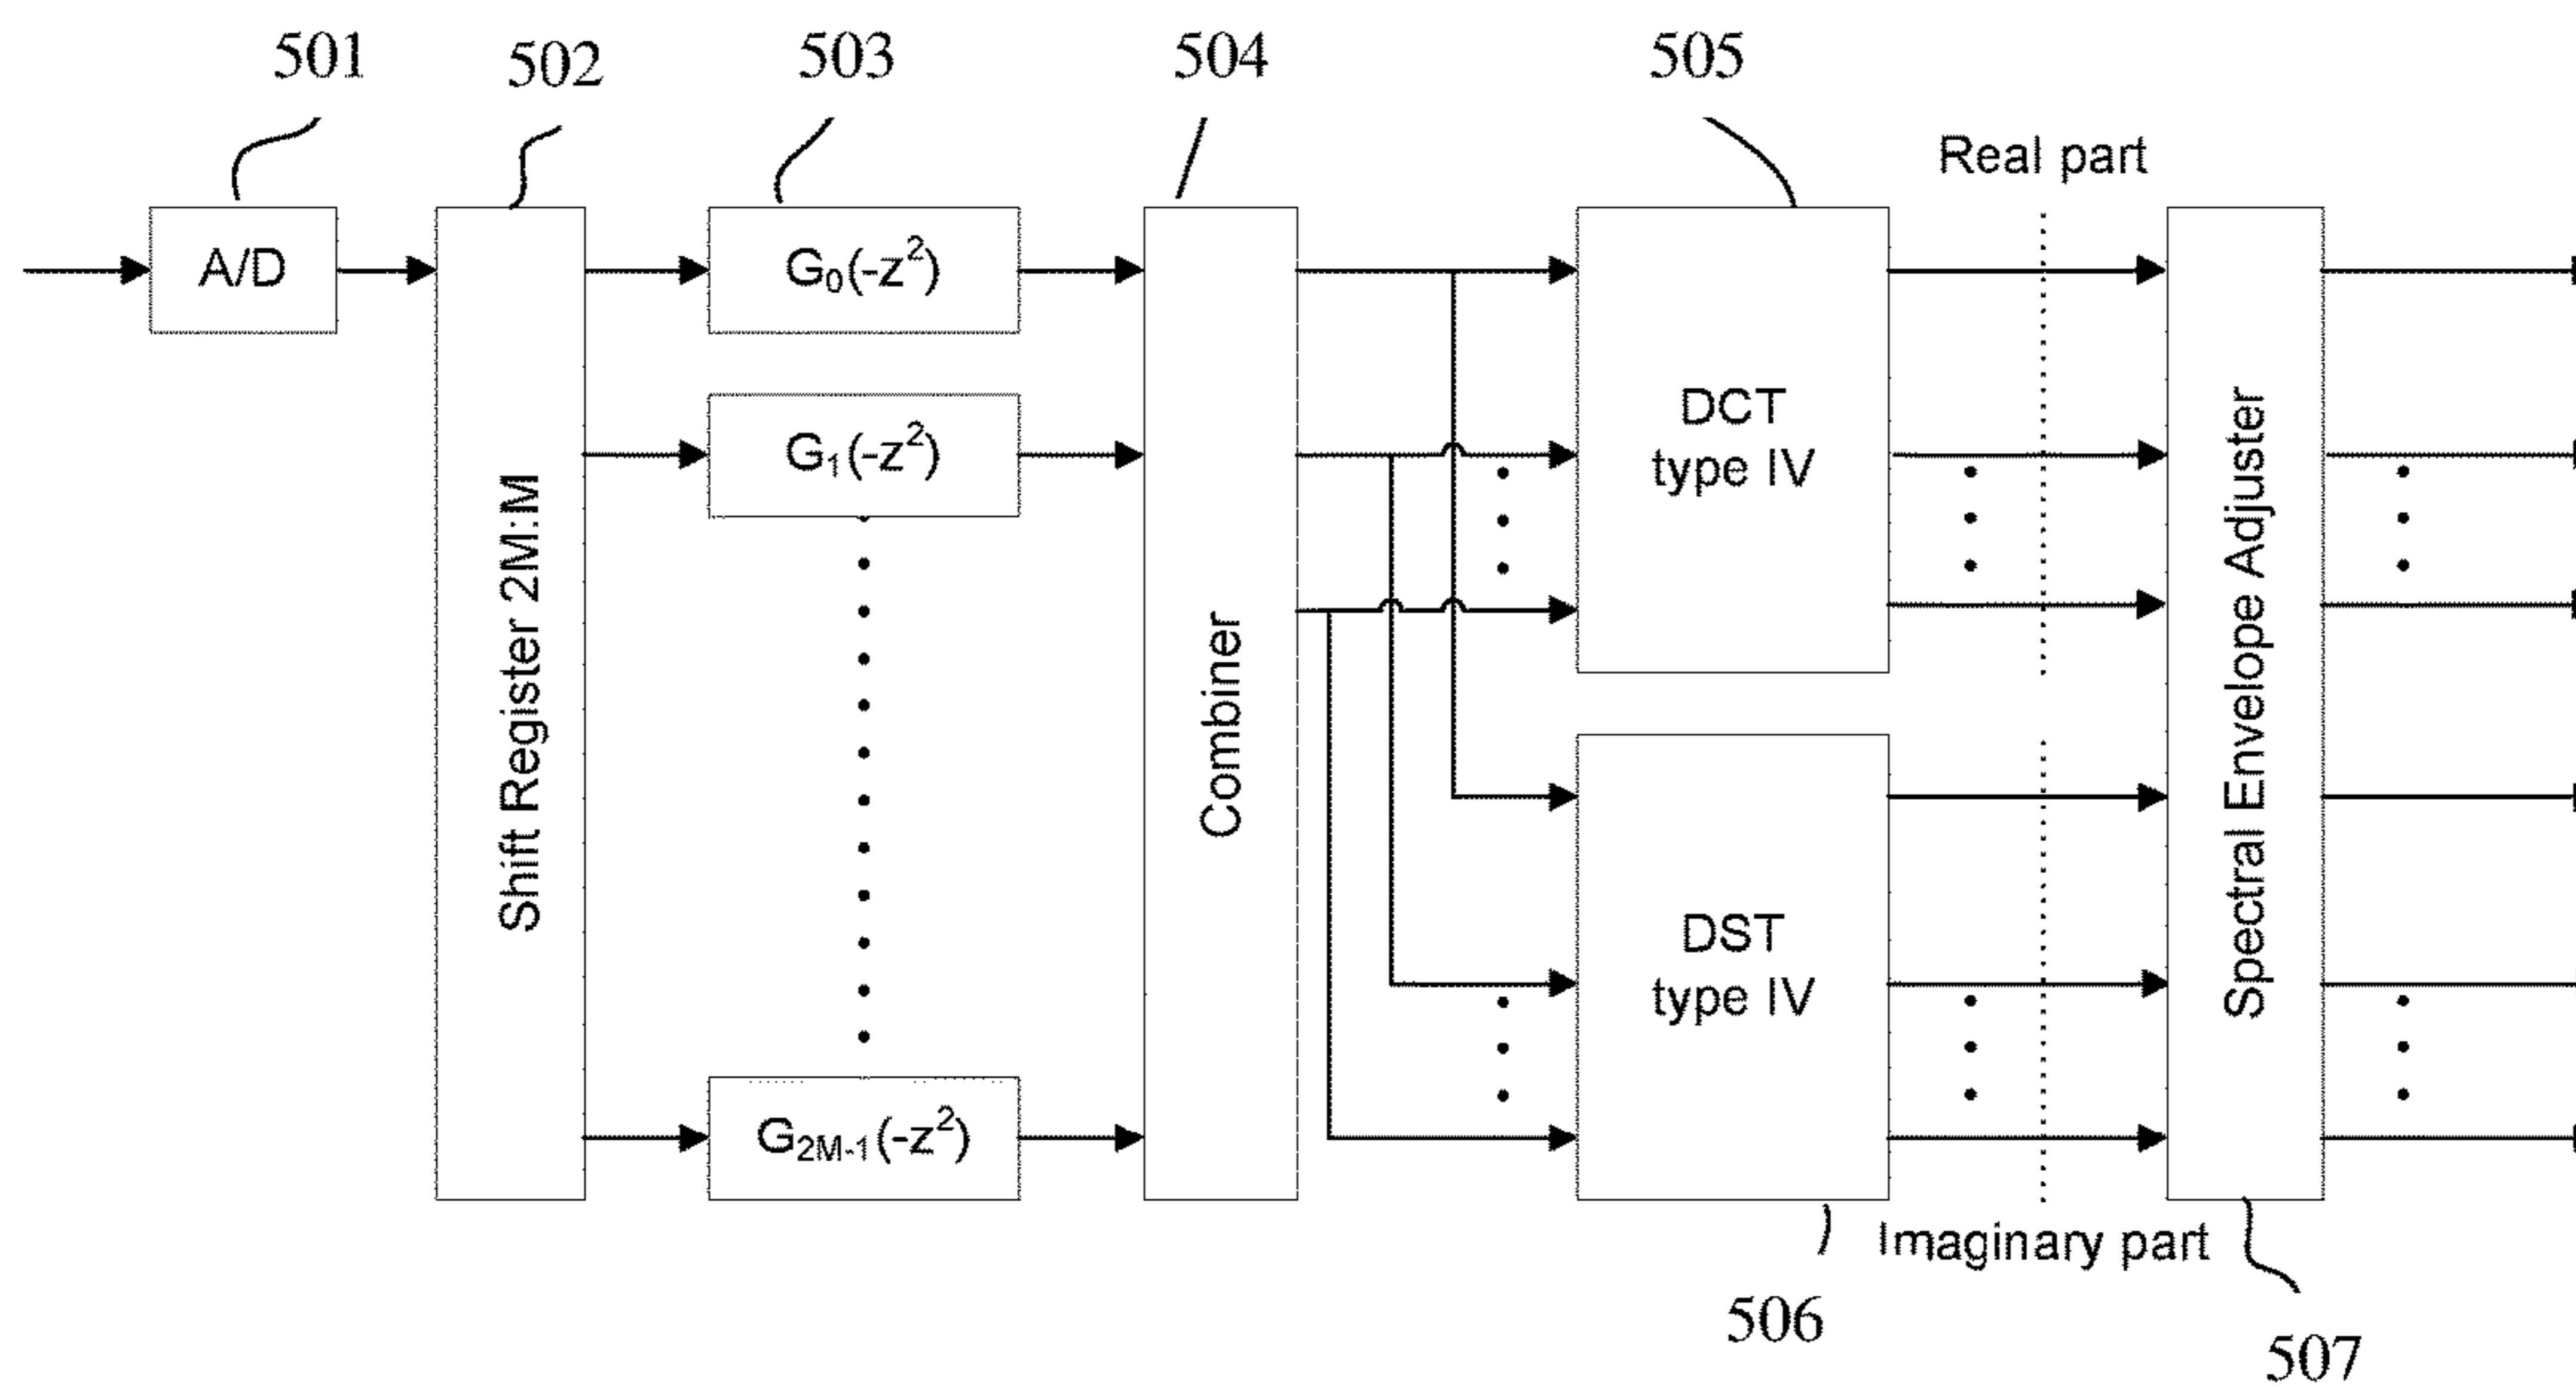 501
502
503
504
505
Real part
A/D
Shift Register 2M:M
G₀(-z²)
G₁(-z²)
G₂M₋₁(-z²)
Combiner
DCT
type IV
DST
type IV
Spectral Envelope Adjuster
Imaginary part
506
507